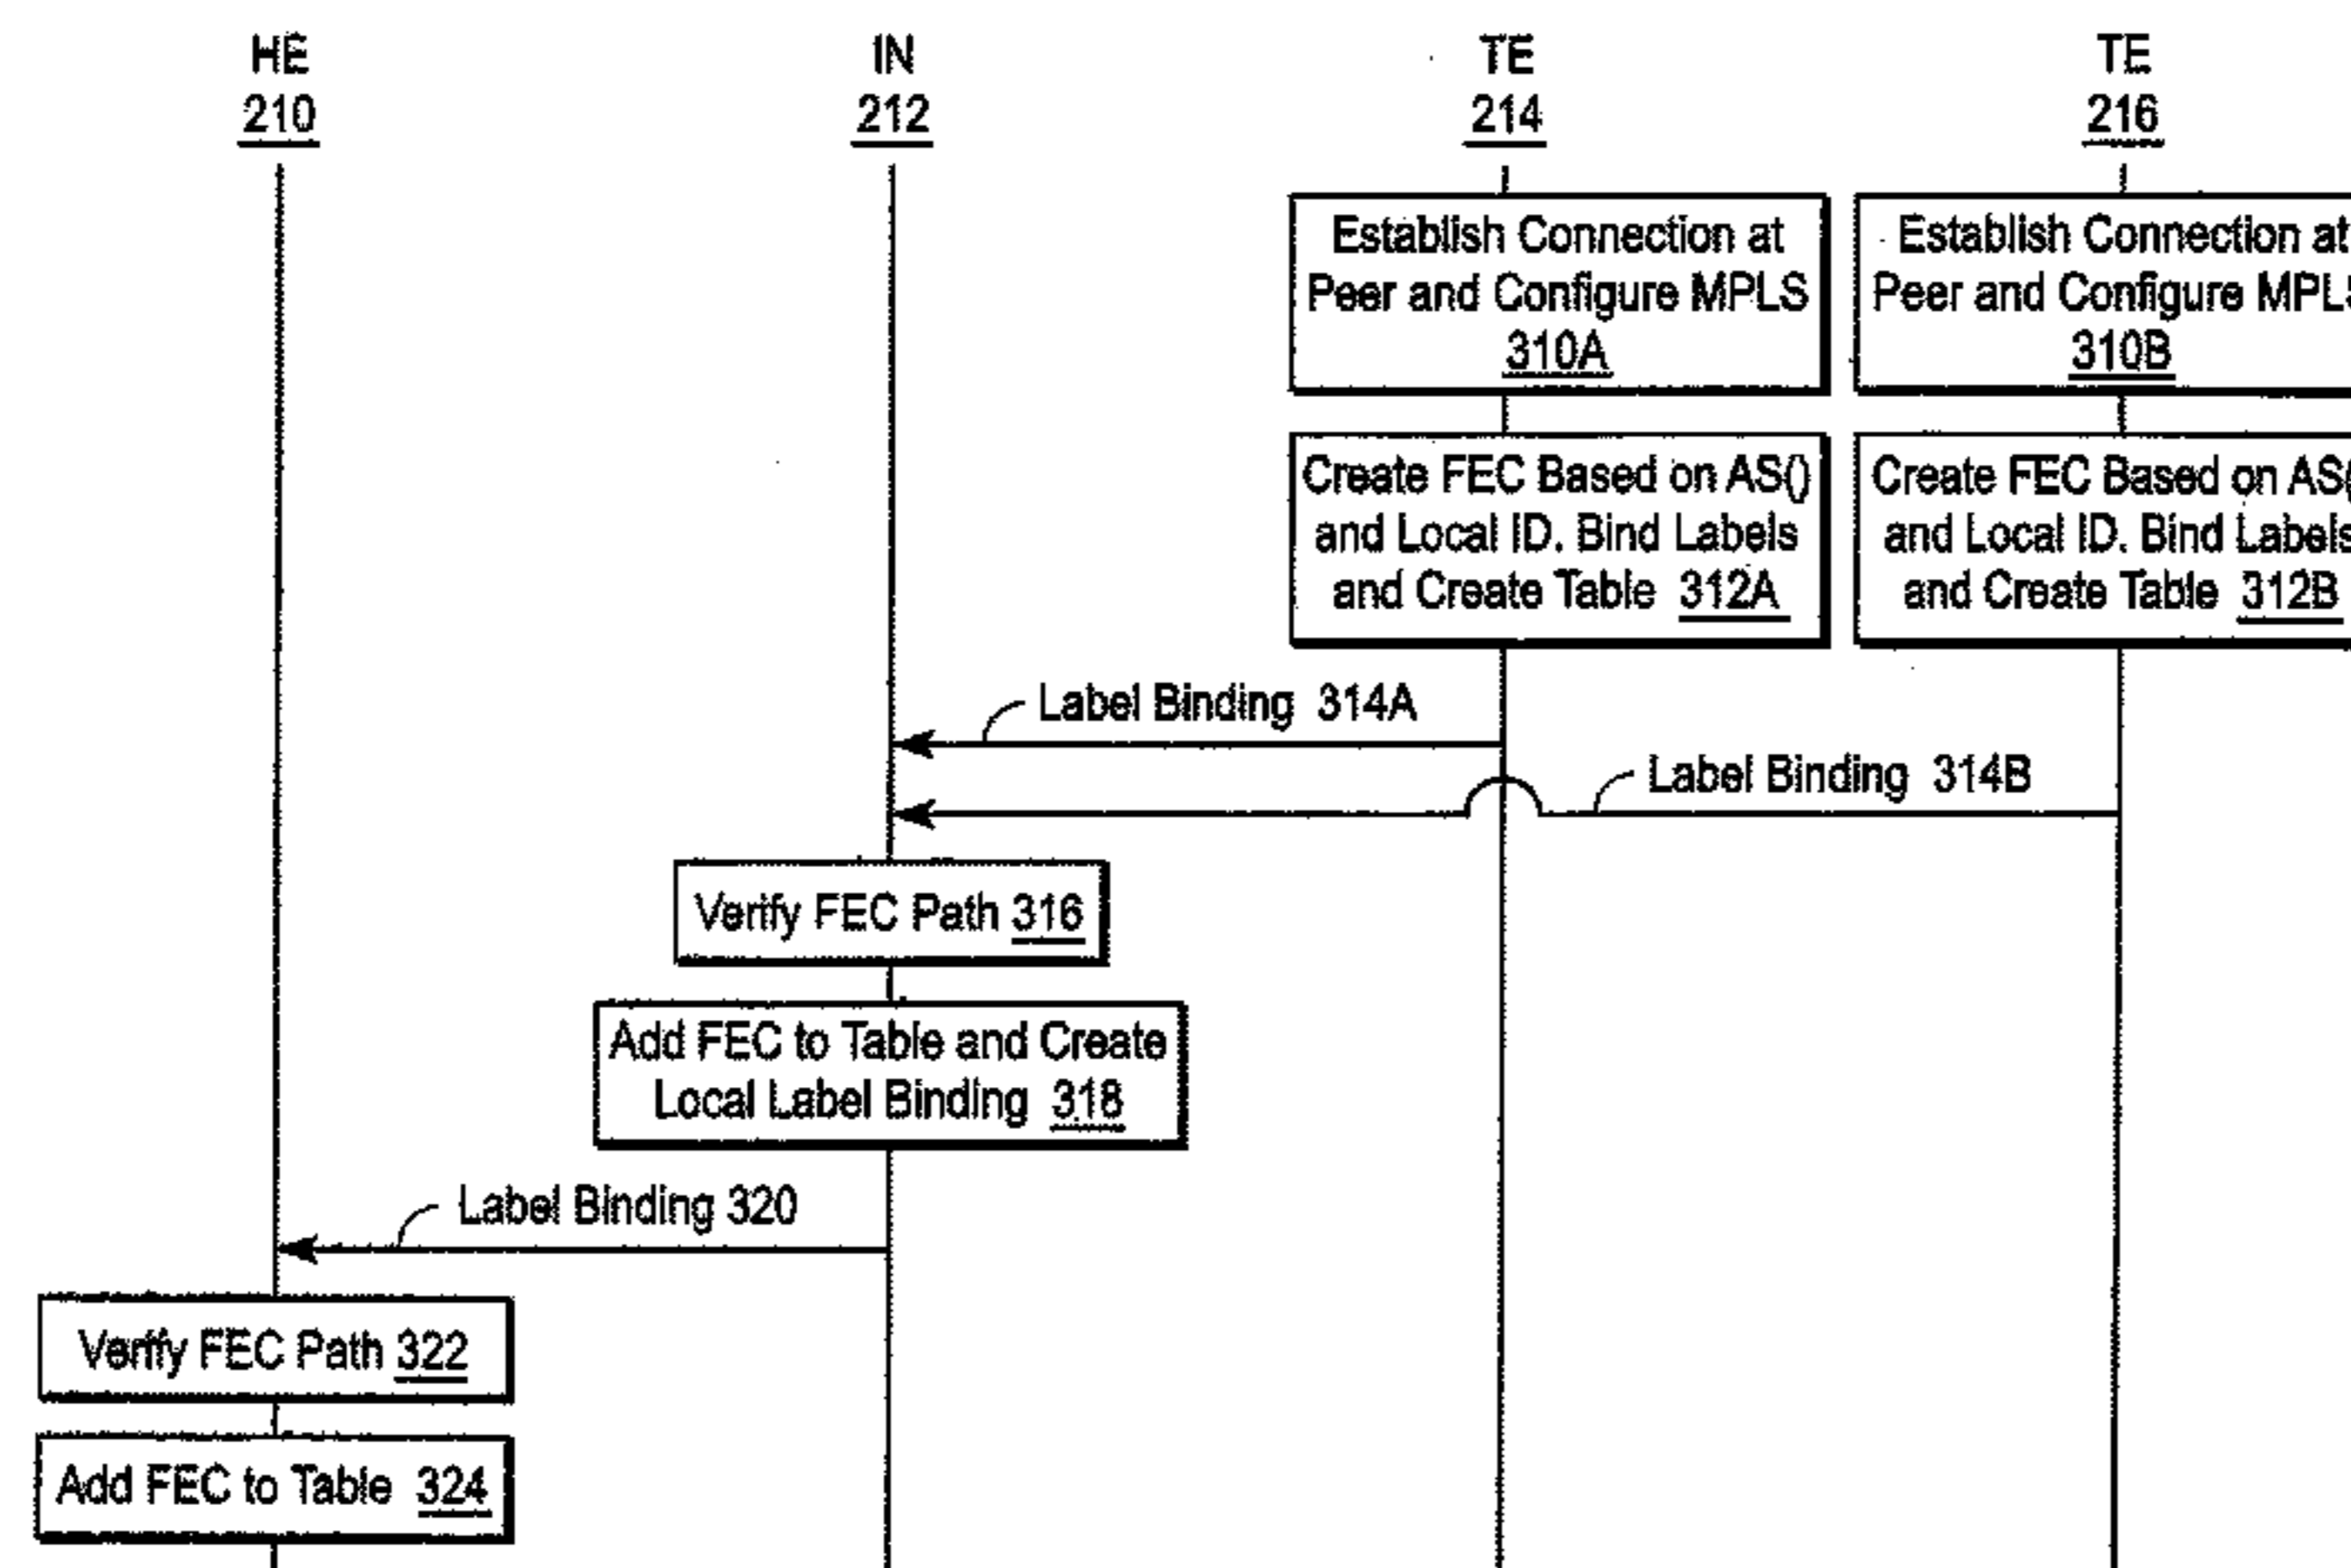 HE
210
IN
212
TE
214
TE
216
Establish Connection at
Peer and Configure MPLS
310A
Establish Connection at
Peer and Configure MPLS
310B
Create FEC Based on AS()
and Local ID. Bind Labels
and Create Table 312A
Create FEC Based on AS(
and Local ID. Bind Labels
and Create Table 312B
Label Binding 314A
Label Binding 314B
Verify FEC Path 316
Add FEC to Table and Create
Local Label Binding 318
Label Binding 320
Verify FEC Path 322
Add FEC to Table 324